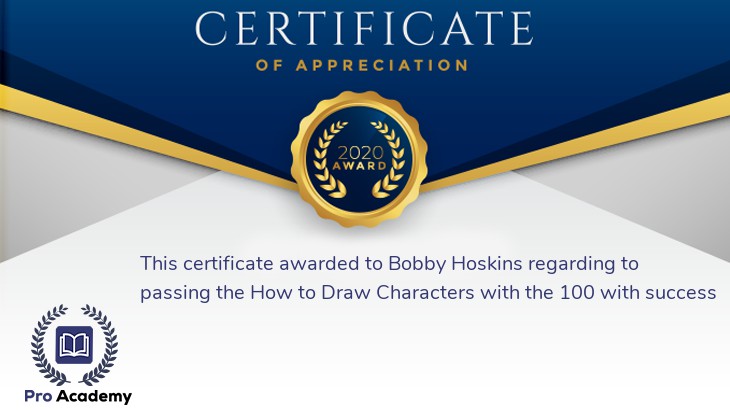 CERTIFICATE
OF APPRECIATION
2020
AWARD
This certificate awarded to Bobby Hoskins regarding to
passing the How to Draw Characters with the 100 with success
Pro Academy